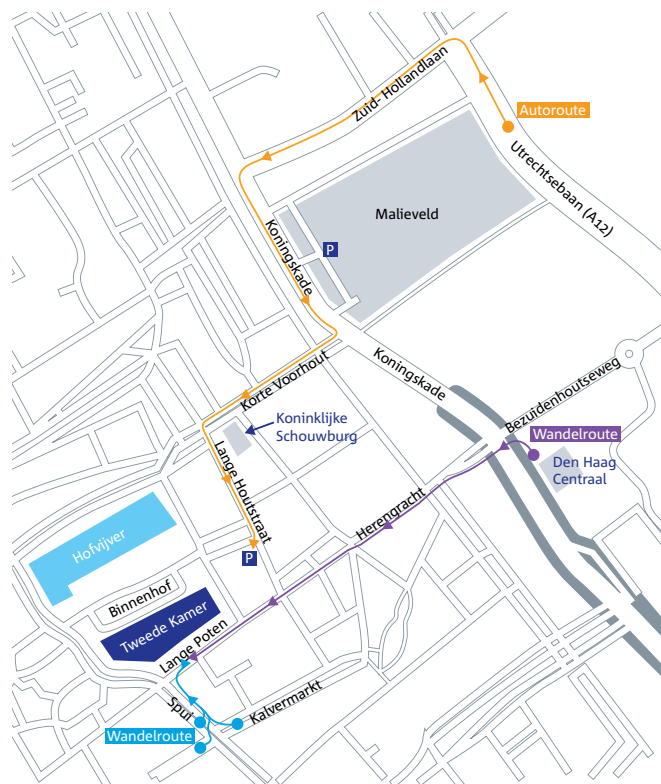 Zuid- Hollandlaan
Autoroute
Utrechtsebaan (A12)
Malieveld
Koningskade
P
Koningskade
Korte Voorhout
Bezuidenhoutseweg
Koninklijke
Schouwburg
Wandelroute
Den Haag
Centraal
Lange Houtstraat
Herengracht
Hofvijver
P
Binnenhof
Tweede Kamer
Lange Poten
Spui
Kalvermarkt
Wandelroute